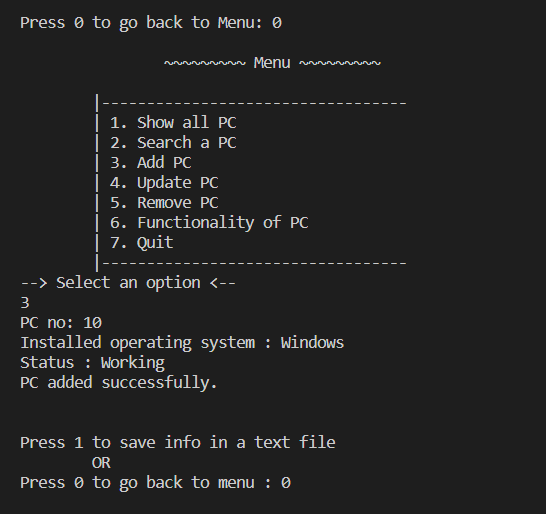 Press 0 to go back to Menu: 0
~~~~~~~~~ Menu ~~~~~~~~~
|----------------------------------
| 1. Show all PC
| 2. Search a PC
| 3. Add PC
| 4. Update PC
| 5. Remove PC
| 6. Functionality of PC
| 7. Quit
|----------------------------------
--> Select an option <--
3
PC no: 10
Installed operating system : Windows
Status : Working
PC added successfully.
Press 1 to save info in a text file
OR
Press 0 to go back to menu : 0